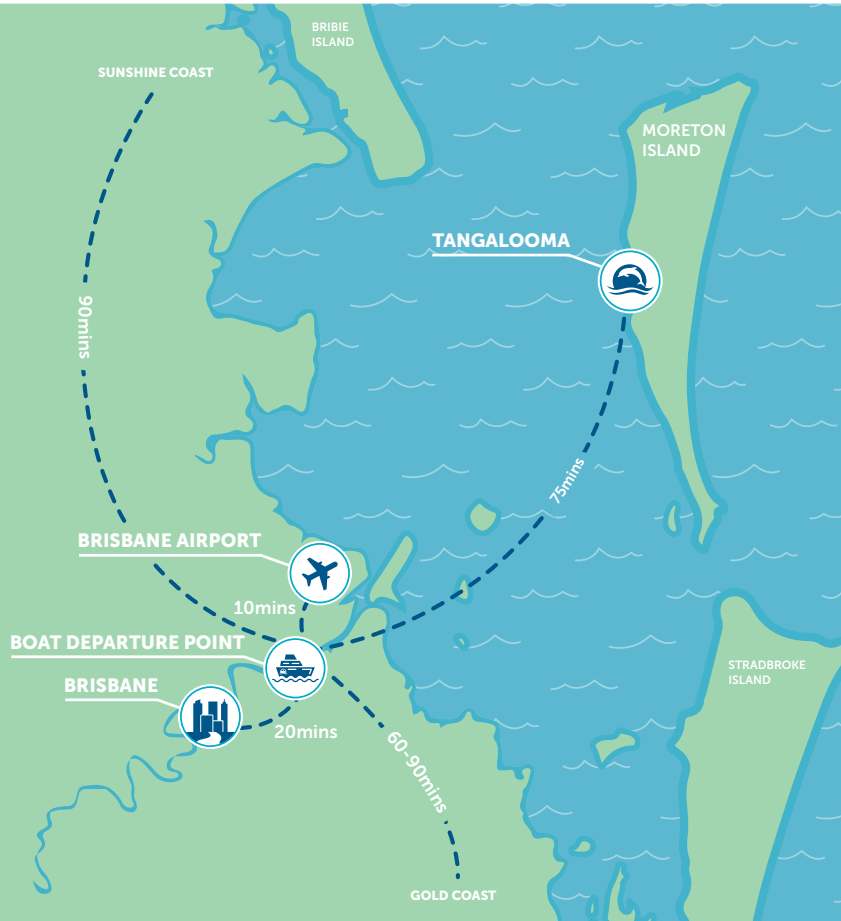 BRIBIE
ISLAND
SUNSHINE COAST
MORETON
ISLAND
TANGALOOMA
90mins
75mins
BRISBANE AIRPORT
10mins
BOAT DEPARTURE POINT
STRADBROKE
ISLAND
BRISBANE
20mins
60-90mins
GOLD COAST